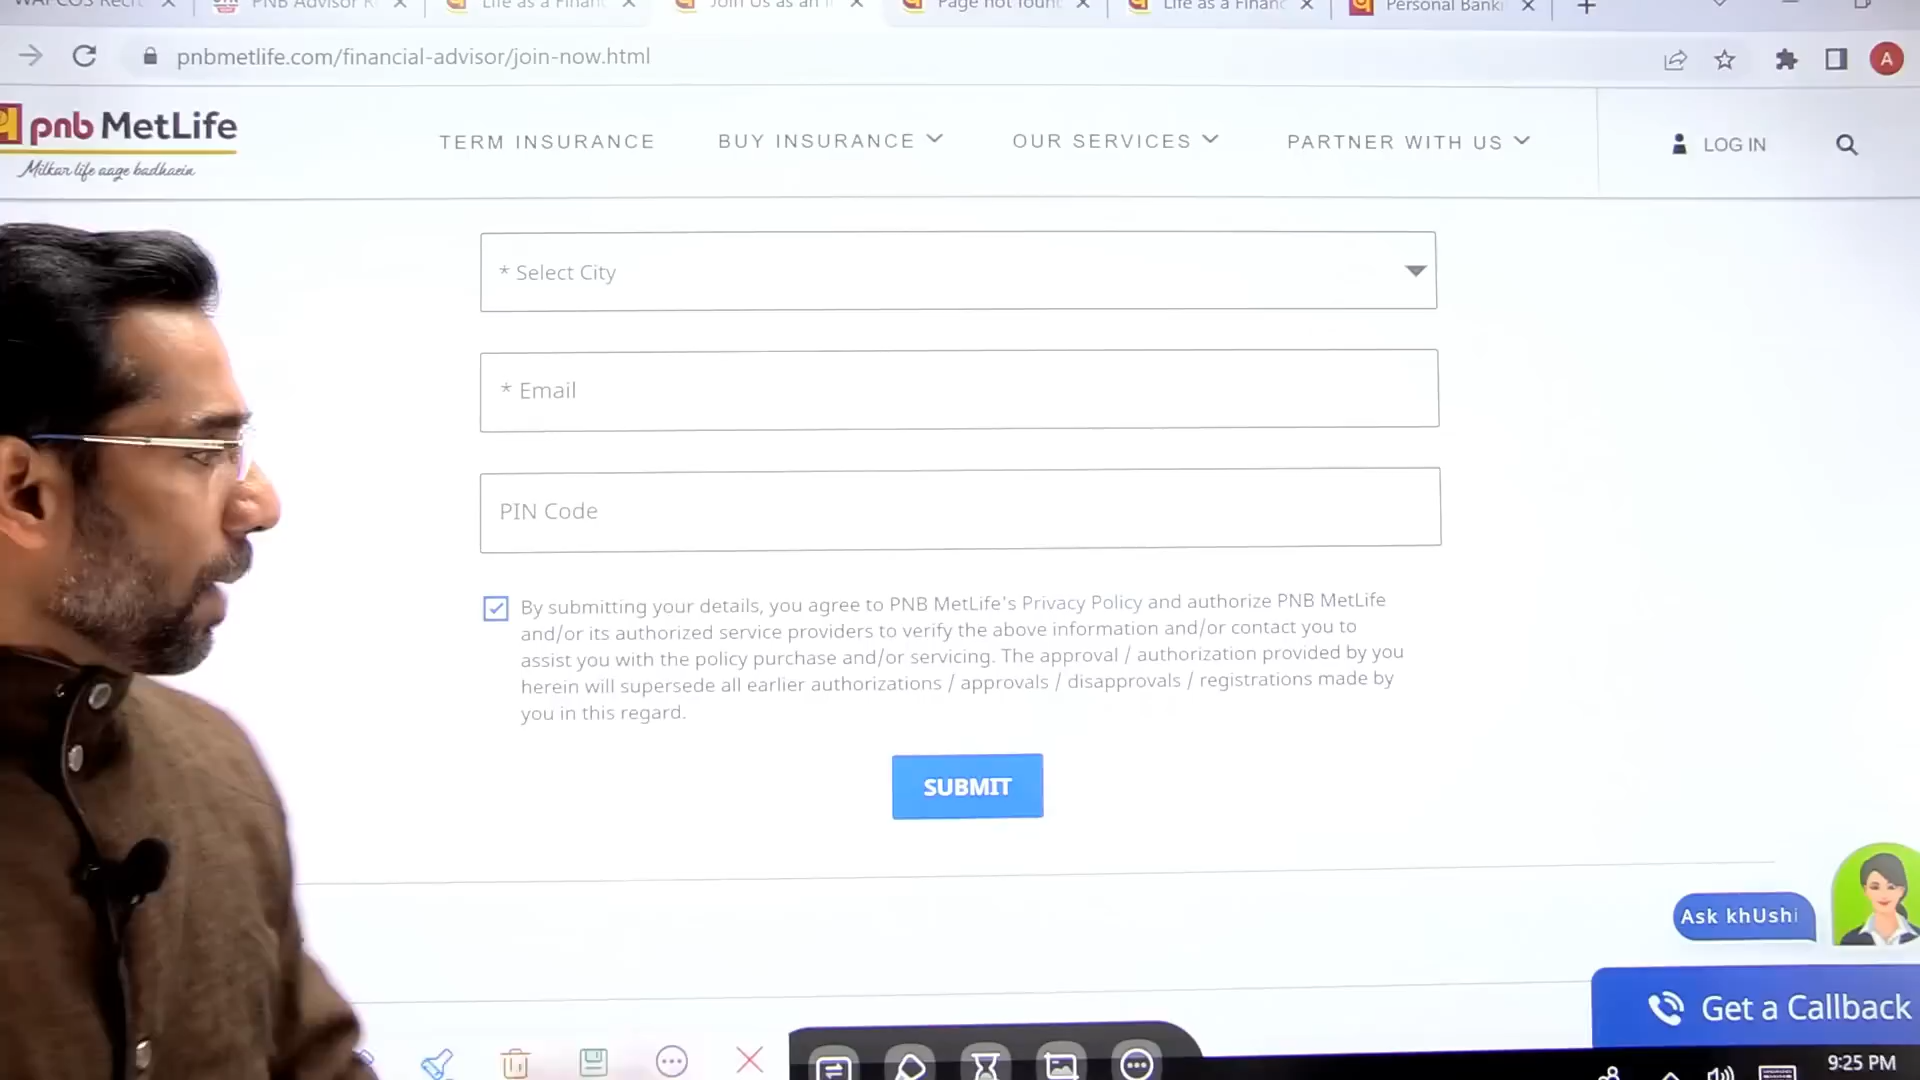 PNB Advisor R
Life as a Finan
Join Us as an I
Page not foun
Life as a Financ
Personal Bank
pnbmetlife.com/financial-advisor/join-now.html
A
pnb MetLife
Milkar life aage badhaein
TERM INSURANCE
BUY INSURANCE
OUR SERVICES
PARTNER WITH US
LOG IN
* Select City
* Email
PIN Code
By submitting your details, you agree to PNB MetLife's Privacy Policy and authorize PNB MetLife
and/or its authorized service providers to verify the above information and/or contact you to
assist you with the policy purchase and/or servicing. The approval / authorization provided by you
herein will supersede all earlier authorizations / approvals / disapprovals / registrations made by
you in this regard.
SUBMIT
Ask khUshi
Get a Callback
9:25 PM